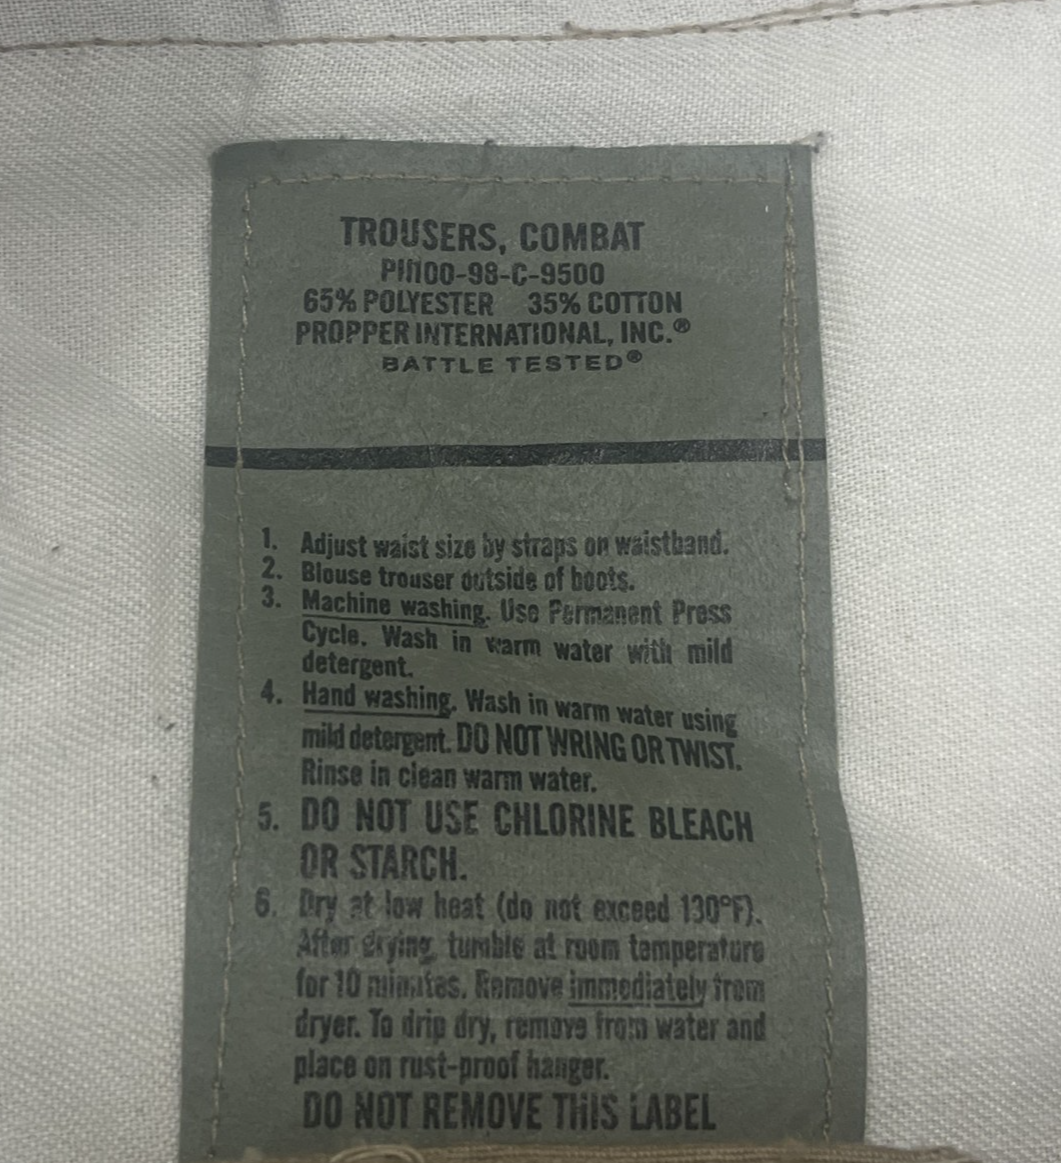 TROUSERS, COMBAT
PII100-98-C-9500
65% POLYESTER 35% COTTON
PROPPER INTERNATIONAL, INC.®
BATTLE TESTED®
1. Adjust waist size by straps on waistband.
2. Blouse trouser outside of boots.
3. Machine washing. Use Permanent Press
Cycle. Wash in warm water with mild
detergent.
4. Hand washing. Wash in warm water using
mild detergent. DO NOT WRING OR TWIST.
Rinse in clean warm water.
5. DO NOT USE CHLORINE BLEACH
OR STARCH.
6. Dry at low heat (do not exceed 130°F).
After drying, tumble at room temperature
for 10 minutes. Remove immediately from
dryer. To drip dry, remove from water and
place on rust-proof hanger.
DO NOT REMOVE THIS LABEL